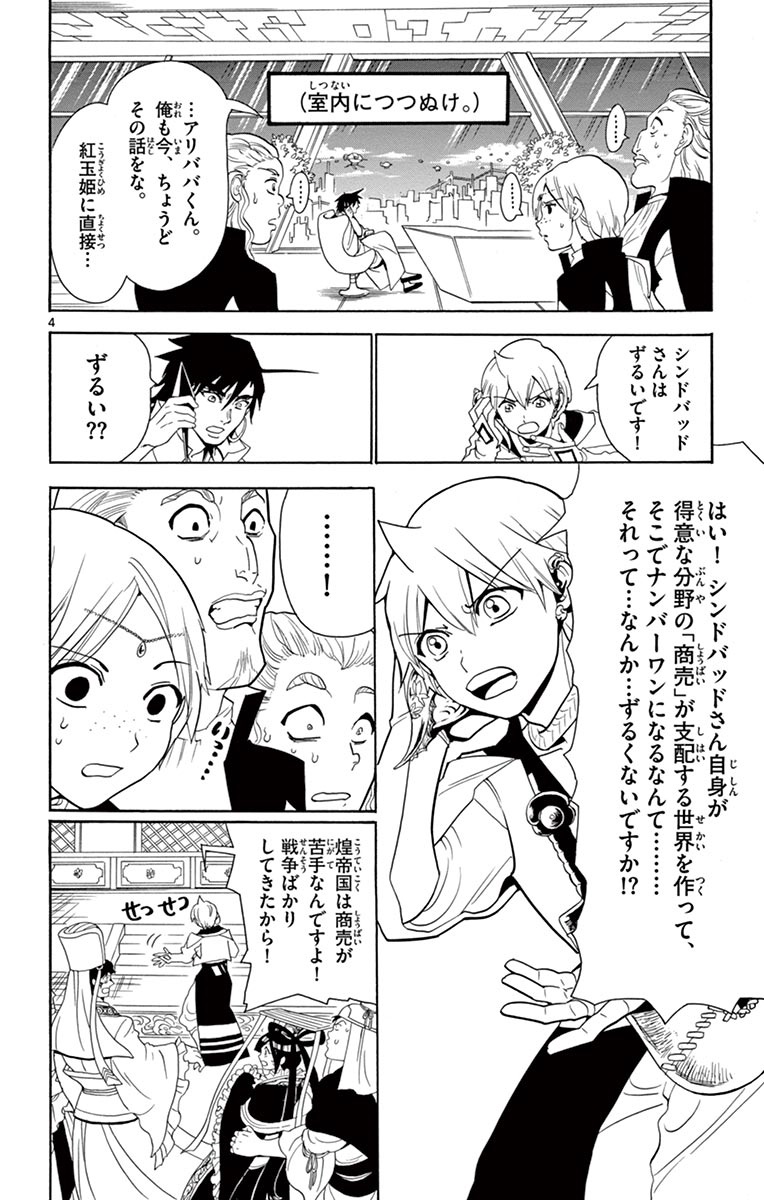 (室内につつぬけ。)
………
………
…アリババくん。
俺も今、ちょうど
その話をな。
紅玉姫に直接…
4
シンドバッド
さんは
ずるいです!
ずるい??
はい! シンドバッドさん自身が
得意な分野の「商売」が支配する世界を作って、
そこでナンバーワンになるなんて………
それって…なんか…ずるくないですか!?
……!
いっ…
煌帝国は商売が
苦手なんですよ!
戦争ばかり
してきたから!
せっせつ